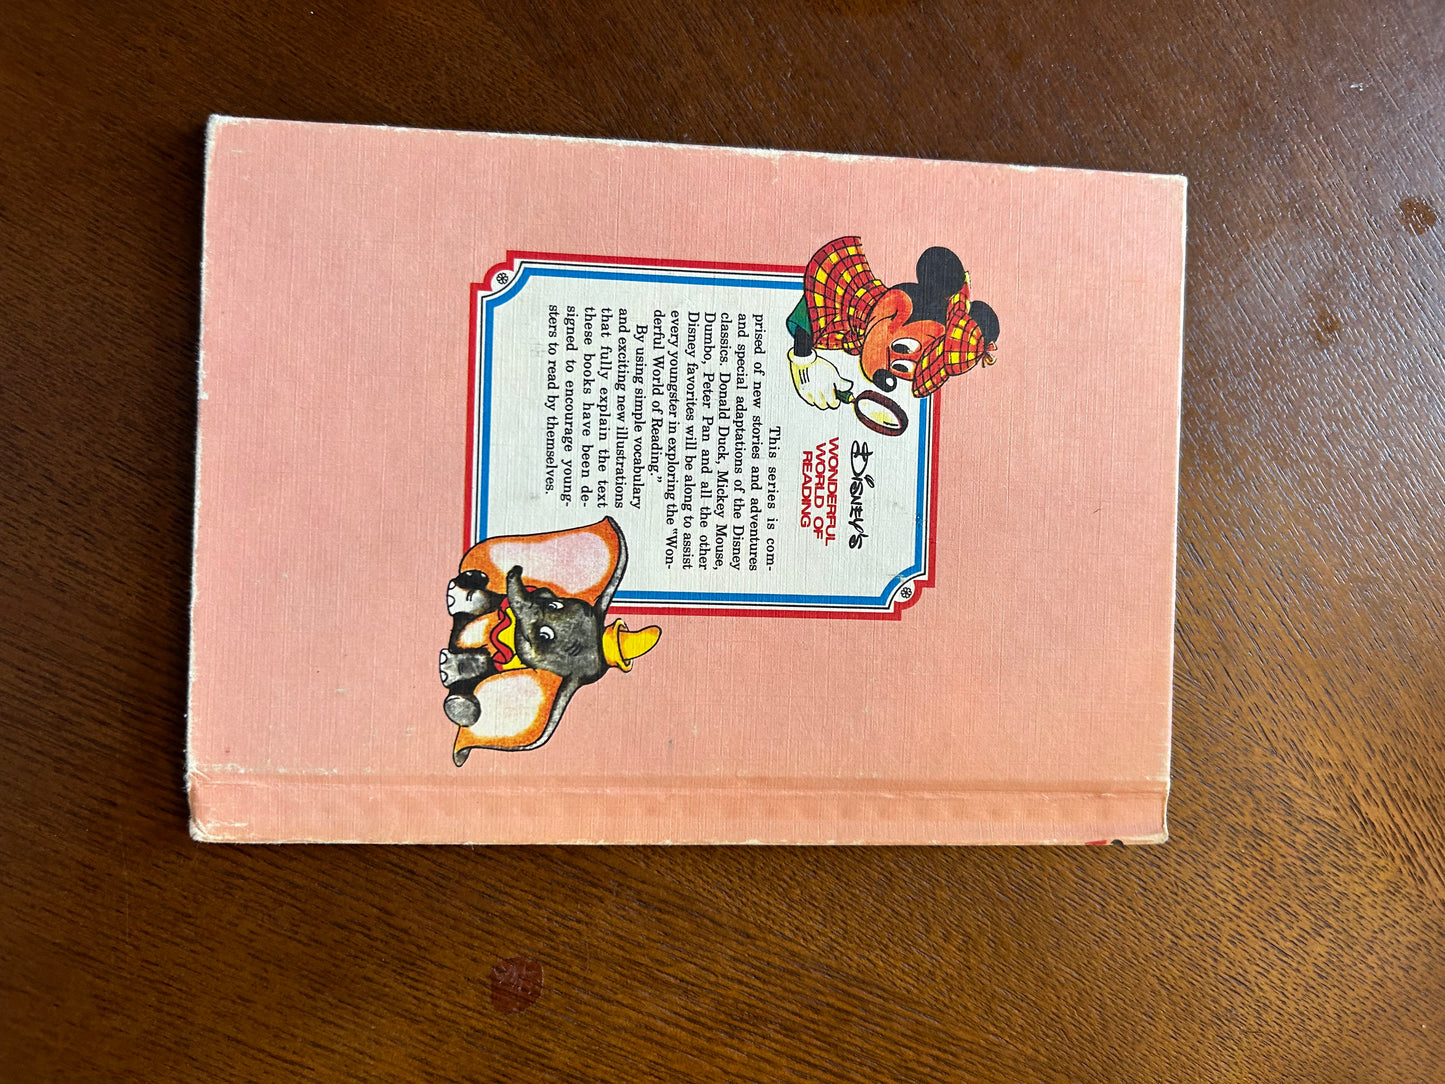 DISNEY'S
WONDERFUL
WORLD OF
READING
This series is com-
prised of new stories and adventures
and special adaptations of the Disney
classics. Donald Duck, Mickey Mouse,
Dumbo, Peter Pan and all the other
Disney favorites will be along to assist
every youngster in exploring the "Won-
derful World of Reading."
By using simple vocabulary
and exciting new illustrations
that fully explain the text
these books have been de-
signed to encourage young-
sters to read by themselves.